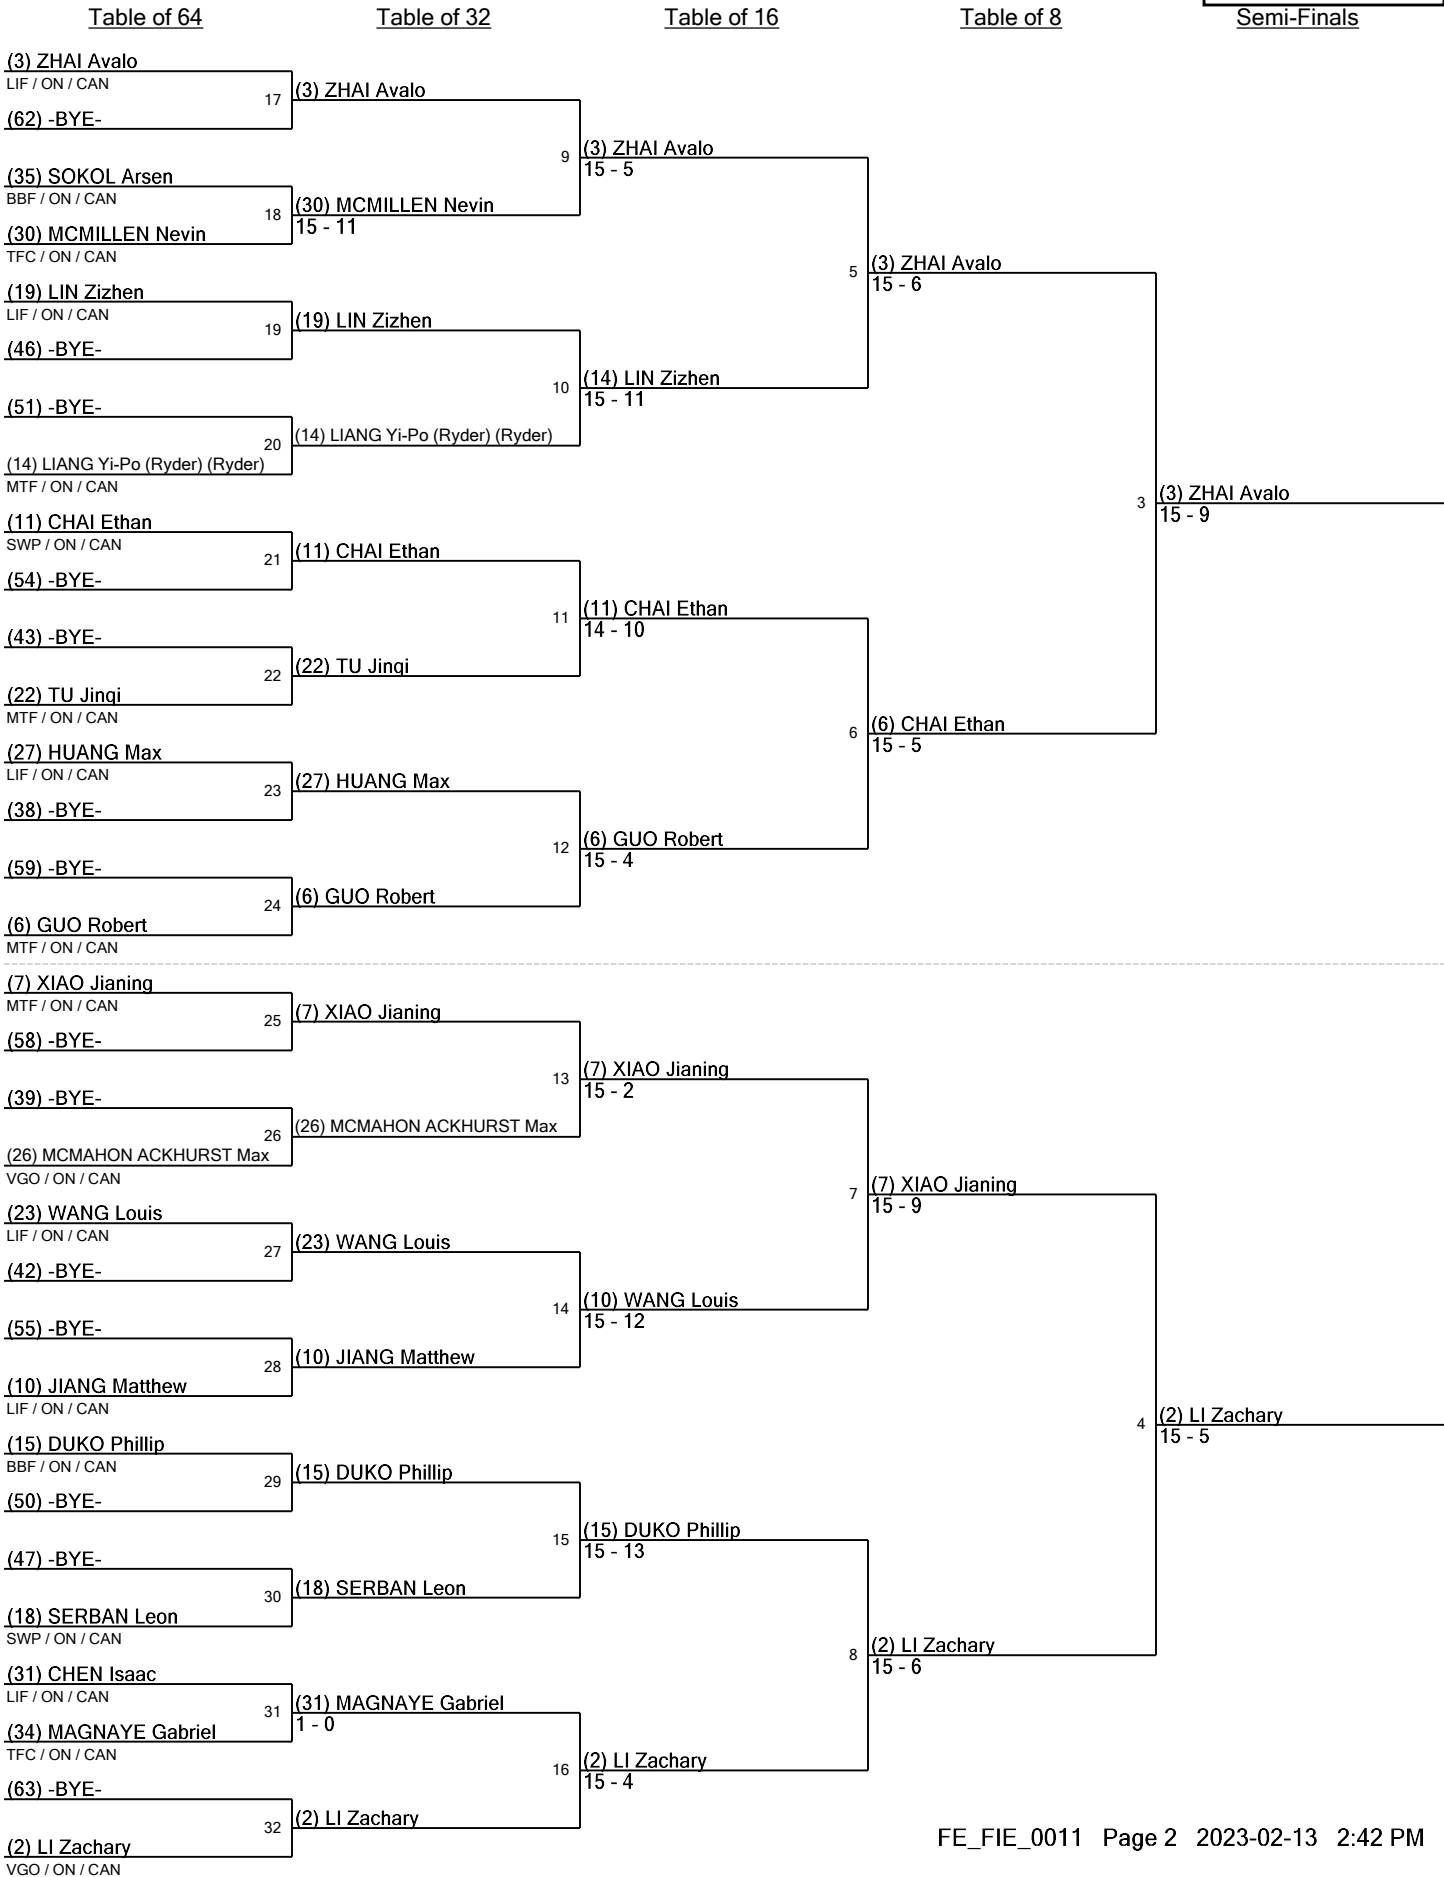 Table of 64 Table of 32 Table of 16 Table of 8 Semi-Finals
(3) ZHAI Avalo
LIF / ON / CAN
17 (3) ZHAI Avalo
(62) -BYE-
9 (3) ZHAI Avalo
15 - 5
(35) SOKOL Arsen
BBF / ON / CAN
18 (30) MCMILLEN Nevin
15 - 11
(30) MCMILLEN Nevin
TFC / ON / CAN
5 (3) ZHAI Avalo
15 - 6
(19) LIN Zizhen
LIF / ON / CAN
19 (19) LIN Zizhen
(46) -BYE-
10 (14) LIN Zizhen
15 - 11
(51) -BYE-
20 (14) LIANG Yi-Po (Ryder) (Ryder)
(14) LIANG Yi-Po (Ryder) (Ryder)
MTF / ON / CAN
3 (3) ZHAI Avalo
15 - 9
(11) CHAI Ethan
SWP / ON / CAN
21 (11) CHAI Ethan
(54) -BYE-
11 (11) CHAI Ethan
14 - 10
(43) -BYE-
22 (22) TU Jinqi
(22) TU Jinqi
MTF / ON / CAN
6 (6) CHAI Ethan
15 - 5
(27) HUANG Max
LIF / ON / CAN
23 (27) HUANG Max
(38) -BYE-
12 (6) GUO Robert
15 - 4
(59) -BYE-
24 (6) GUO Robert
(6) GUO Robert
MTF / ON / CAN
(7) XIAO Jianing
MTF / ON / CAN
25 (7) XIAO Jianing
(58) -BYE-
13 (7) XIAO Jianing
15 - 2
(39) -BYE-
26 (26) MCMAHON ACKHURST Max
(26) MCMAHON ACKHURST Max
VGO / ON / CAN
7 (7) XIAO Jianing
15 - 9
(23) WANG Louis
LIF / ON / CAN
27 (23) WANG Louis
(42) -BYE-
14 (10) WANG Louis
15 - 12
(55) -BYE-
28 (10) JIANG Matthew
(10) JIANG Matthew
LIF / ON / CAN
4 (2) LI Zachary
15 - 5
(15) DUKO Phillip
BBF / ON / CAN
29 (15) DUKO Phillip
(50) -BYE-
15 (15) DUKO Phillip
15 - 13
(47) -BYE-
30 (18) SERBAN Leon
(18) SERBAN Leon
SWP / ON / CAN
8 (2) LI Zachary
15 - 6
(31) CHEN Isaac
LIF / ON / CAN
31 (31) MAGNAYE Gabriel
1 - 0
(34) MAGNAYE Gabriel
TFC / ON / CAN
16 (2) LI Zachary
15 - 4
(63) -BYE-
32 (2) LI Zachary
(2) LI Zachary
VGO / ON / CAN
FE_FIE_0011 Page 2 2023-02-13 2:42 PM